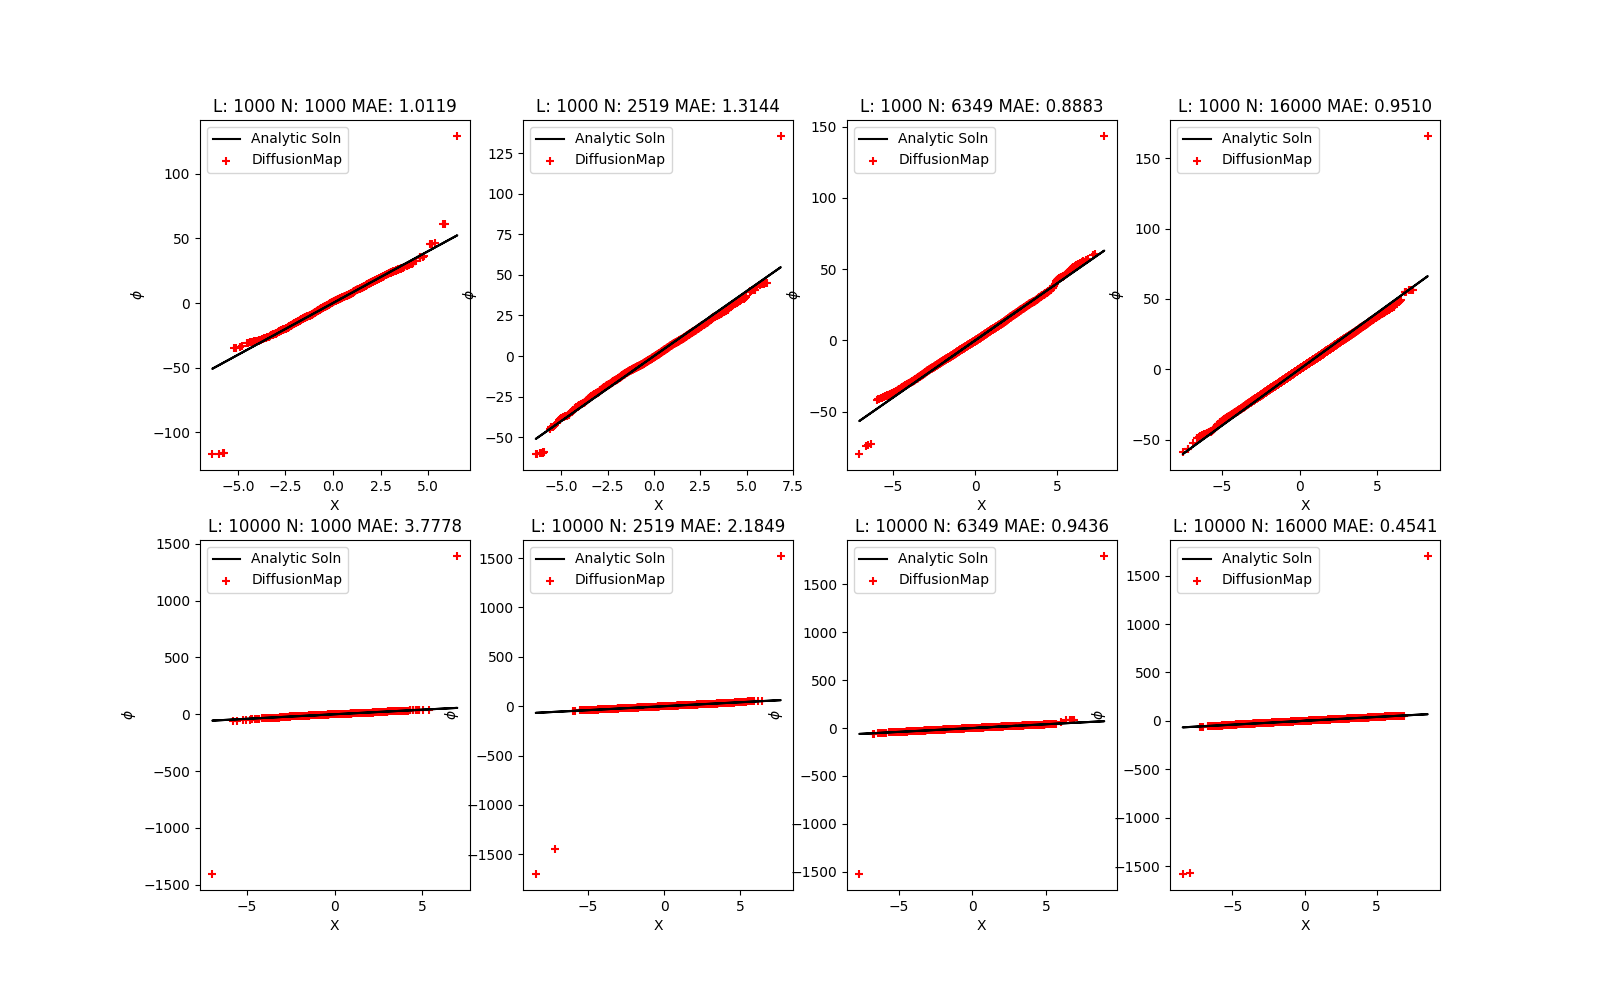 L: 1000 N: 1000 MAE: 1.0119
L: 1000 N: 2519 MAE: 1.3144
L: 1000 N: 6349 MAE: 0.8883
L: 1000 N: 16000 MAE: 0.9510
Analytic Soln
DiffusionMap
100
50
0
−50
−100
ϕ
−5.0 −2.5 0.0 2.5 5.0
X
Analytic Soln
DiffusionMap
125
100
75
50
25
0
−25
−50
ϕ
−5.0 −2.5 0.0 2.5 5.0 7.5
X
Analytic Soln
DiffusionMap
150
100
50
0
−50
ϕ
−5 0 5
X
Analytic Soln
DiffusionMap
150
100
50
0
−50
ϕ
−5 0 5
X
L: 10000 N: 1000 MAE: 3.7778
L: 10000 N: 2519 MAE: 2.1849
L: 10000 N: 6349 MAE: 0.9436
L: 10000 N: 16000 MAE: 0.4541
Analytic Soln
DiffusionMap
1500
1000
500
0
−500
−1000
−1500
ϕ
−5 0 5
X
Analytic Soln
DiffusionMap
1500
1000
500
0
−500
−1000
−1500
ϕ
−5 0 5
X
Analytic Soln
DiffusionMap
1500
1000
500
0
−500
−1000
−1500
ϕ
−5 0 5
X
Analytic Soln
DiffusionMap
1500
1000
500
0
−500
−1000
−1500
ϕ
−5 0 5
X